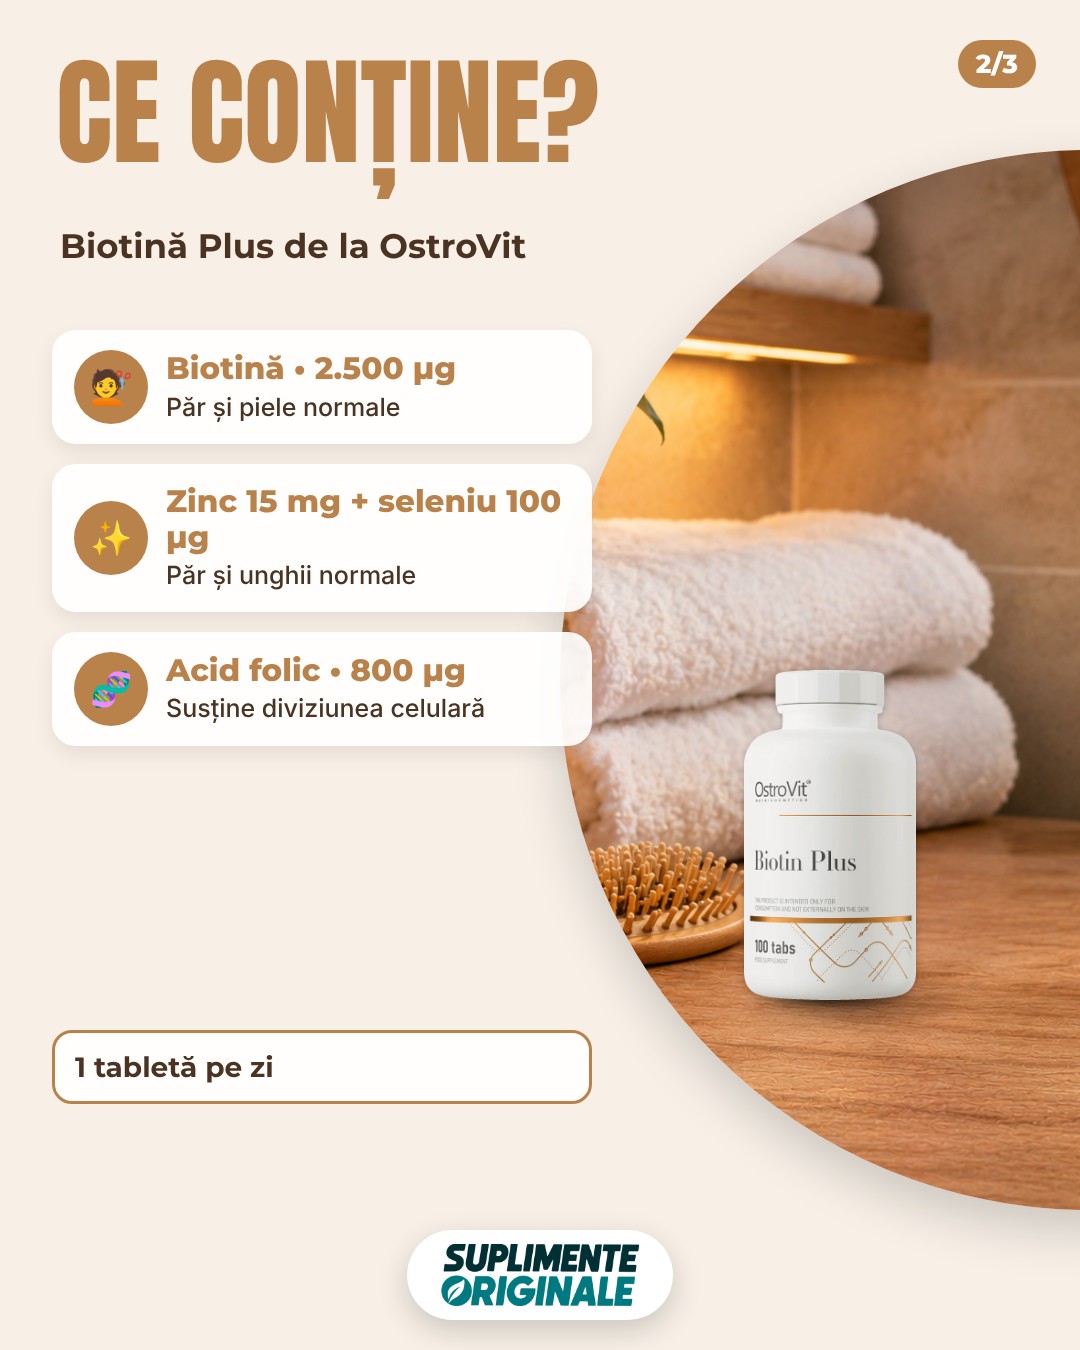 CE CONȚINE?
2/3
Biotină Plus de la OstroVit
Biotină • 2.500 µg
Păr și piele normale
Zinc 15 mg + seleniu 100
µg
Păr și unghii normale
Acid folic • 800 µg
Susține diviziunea celulară
OstroVit
Biotin Plus
100 tabs
FOOD SUPPLEMENT
1 tabletă pe zi
SUPLIMENTE
ORIGINALE